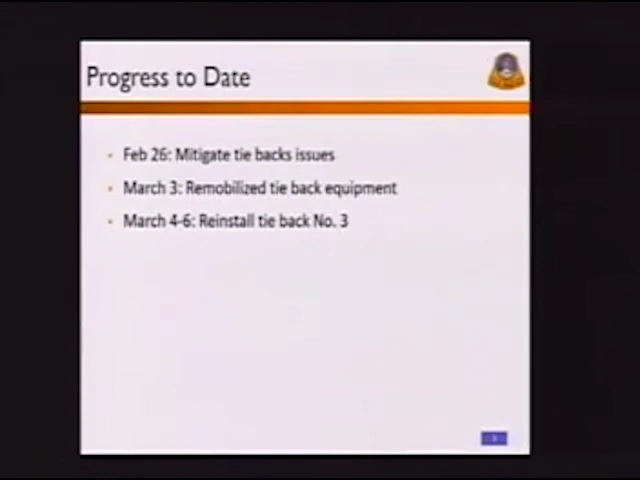 Progress to Date
Feb 26: Mitigate tie backs issues
March 3: Remobilized tie back equipment
March 4-6: Reinstall tie back No. 3